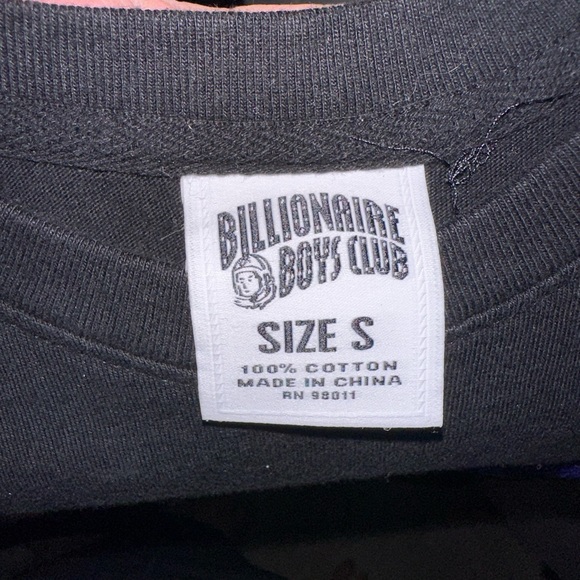 BILLIONAIRE
BOYS CLUB
SIZE S
100% COTTON
MADE IN CHINA
RN 98011